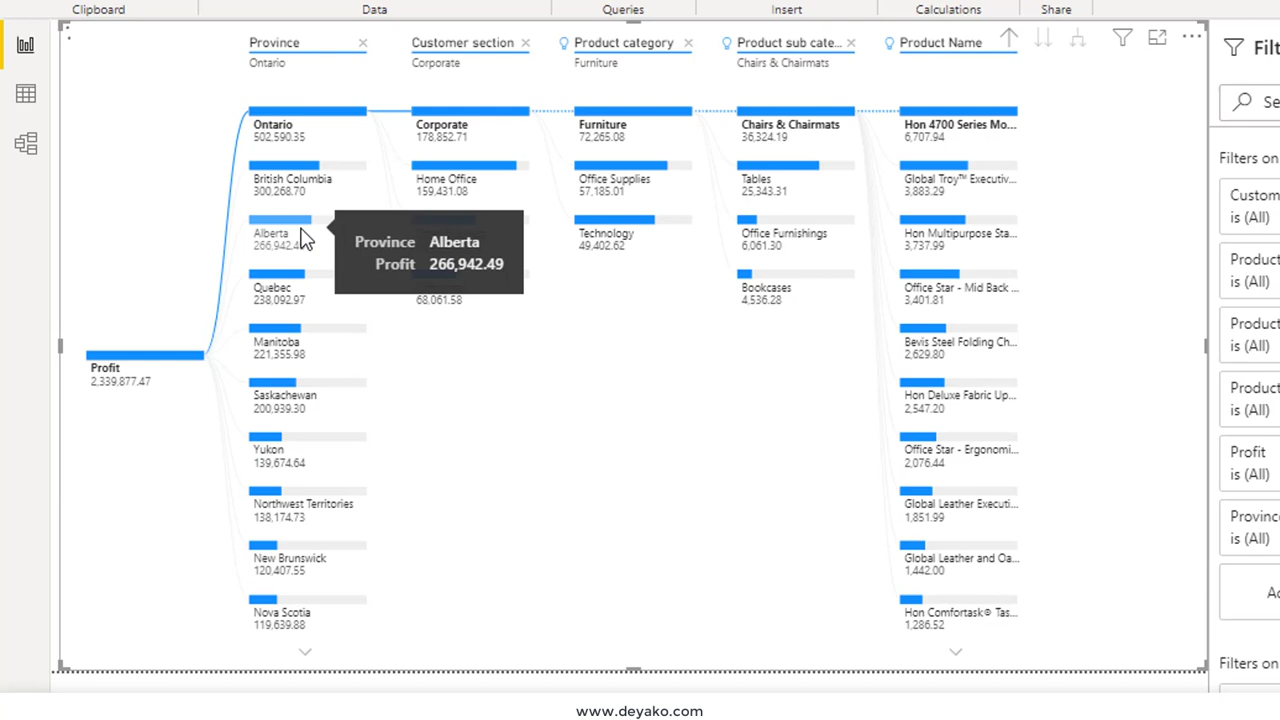 Clipboard
Data
Queries
Insert
Calculations
Share
Province
Ontario
Customer section
Corporate
Product category
Furniture
Product sub cate...
Chairs & Chairmats
Product Name
Filt
Se
Filters on
Custom
is (All)
Product
is (All)
Product
is (All)
Product
is (All)
Profit
is (All)
Province
is (All)
Ad
Filters on
Profit
2,339,877.47
Ontario
502,590.35
British Columbia
300,268.70
Alberta
266,942.4
Quebec
238,092.97
Manitoba
221,355.98
Saskachewan
200,939.30
Yukon
139,674.64
Northwest Territories
138,174.73
New Brunswick
120,407.55
Nova Scotia
119,639.88
Corporate
178,852.71
Home Office
159,431.08
68,061.58
Province Alberta
Profit 266,942.49
Furniture
72,265.08
Office Supplies
57,185.01
Technology
49,402.62
Chairs & Chairmats
36,324.19
Tables
25,343.31
Office Furnishings
6,061.30
Bookcases
4,536.28
Hon 4700 Series Mo...
6,707.94
Global Troy™ Executiv...
3,883.29
Hon Multipurpose Sta...
3,737.99
Office Star - Mid Back ...
3,401.81
Bevis Steel Folding Ch...
2,629.80
Hon Deluxe Fabric Up...
2,547.20
Office Star - Ergonomi...
2,076.44
Global Leather Executi...
1,851.99
Global Leather and Oa...
1,442.00
Hon Comfortask® Tas...
1,286.52
www.deyako.com